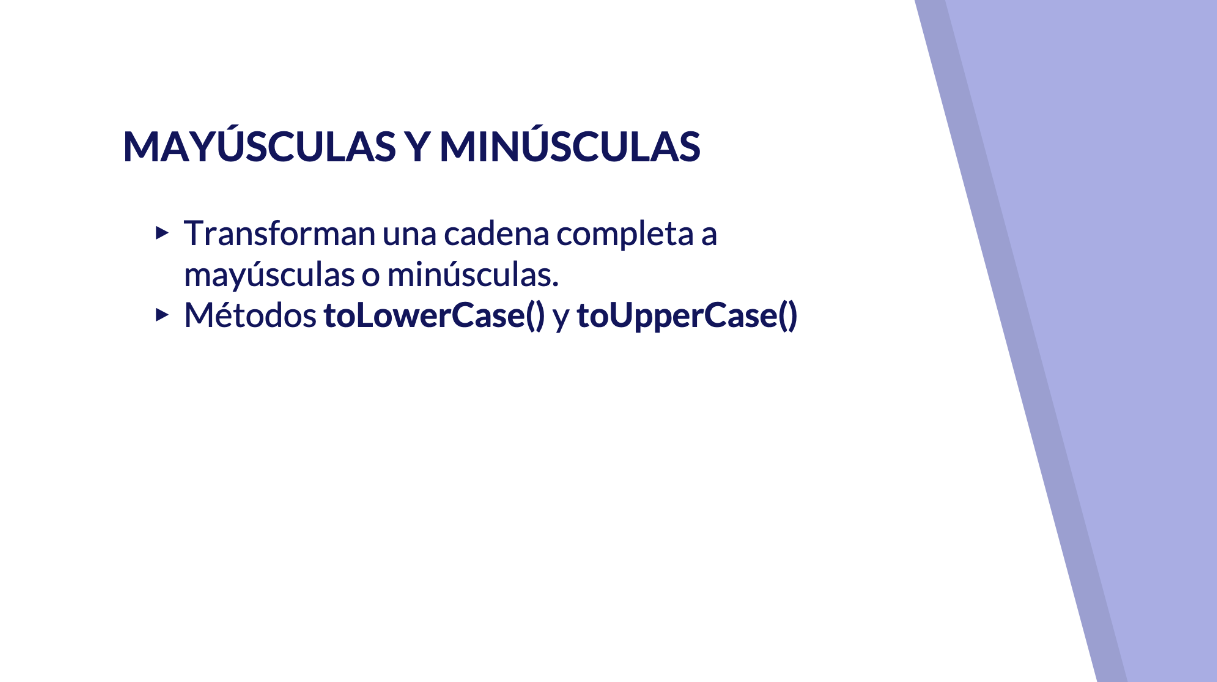 MAYÚSCULAS Y MINÚSCULAS
▸ Transforman una cadena completa a
mayúsculas o minúsculas.
▸ Métodos toLowerCase() y toUpperCase()